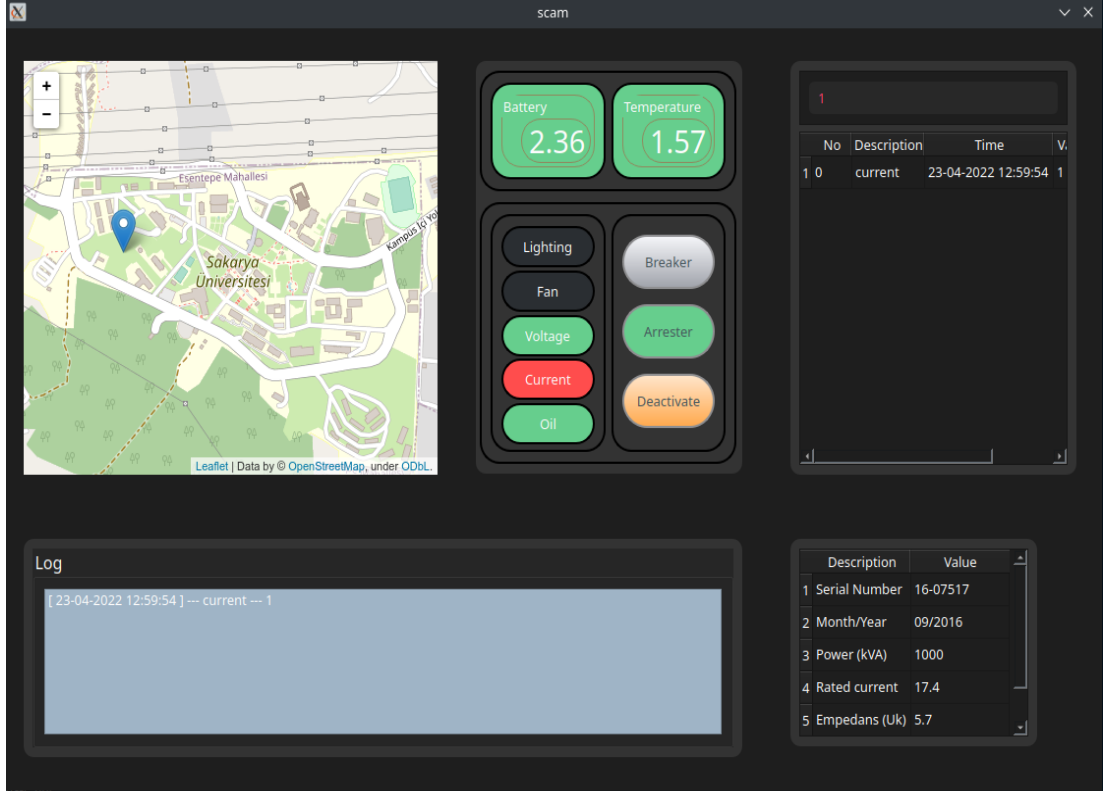 scam
+
-
Esentepe Mahallesi
Kampüs İçi Yol
Sakarya
Üniversitesi
Leaflet | Data by © OpenStreetMap, under ODbL.
Battery
2.36
Temperature
1.57
Lighting
Fan
Voltage
Current
Oil
Breaker
Arrester
Deactivate
1
No Description Time
1 0 current 23-04-2022 12:59:54 1
Log
[ 23-04-2022 12:59:54 ] --- current --- 1
Description Value
1 Serial Number 16-07517
2 Month/Year 09/2016
3 Power (kVA) 1000
4 Rated current 17.4
5 Empedans (Uk) 5.7